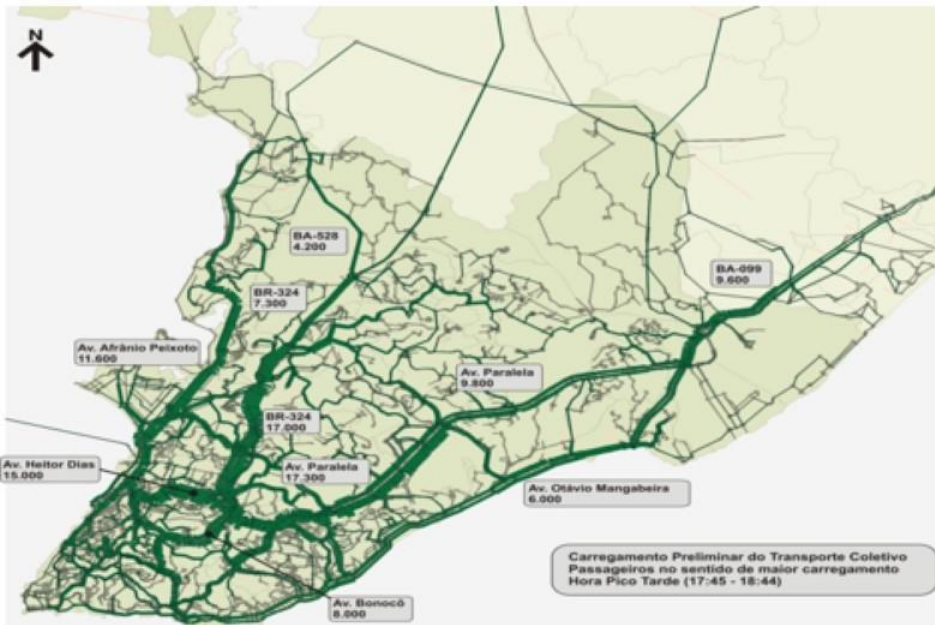 N
BA-528
4.200
BA-099
9.600
BR-324
7.300
Av. Afrânio Peixoto
11.600
Av. Paralela
9.800
BR-324
17.000
Av. Heitor Dias
15.000
Av. Paralela
17.300
Av. Otávio Mangabeira
6.000
Carregamento Preliminar do Transporte Coletivo
Passageiros no sentido de maior carregamento
Hora Pico Tarde (17:45 - 18:44)
Av. Bonocô
8.000